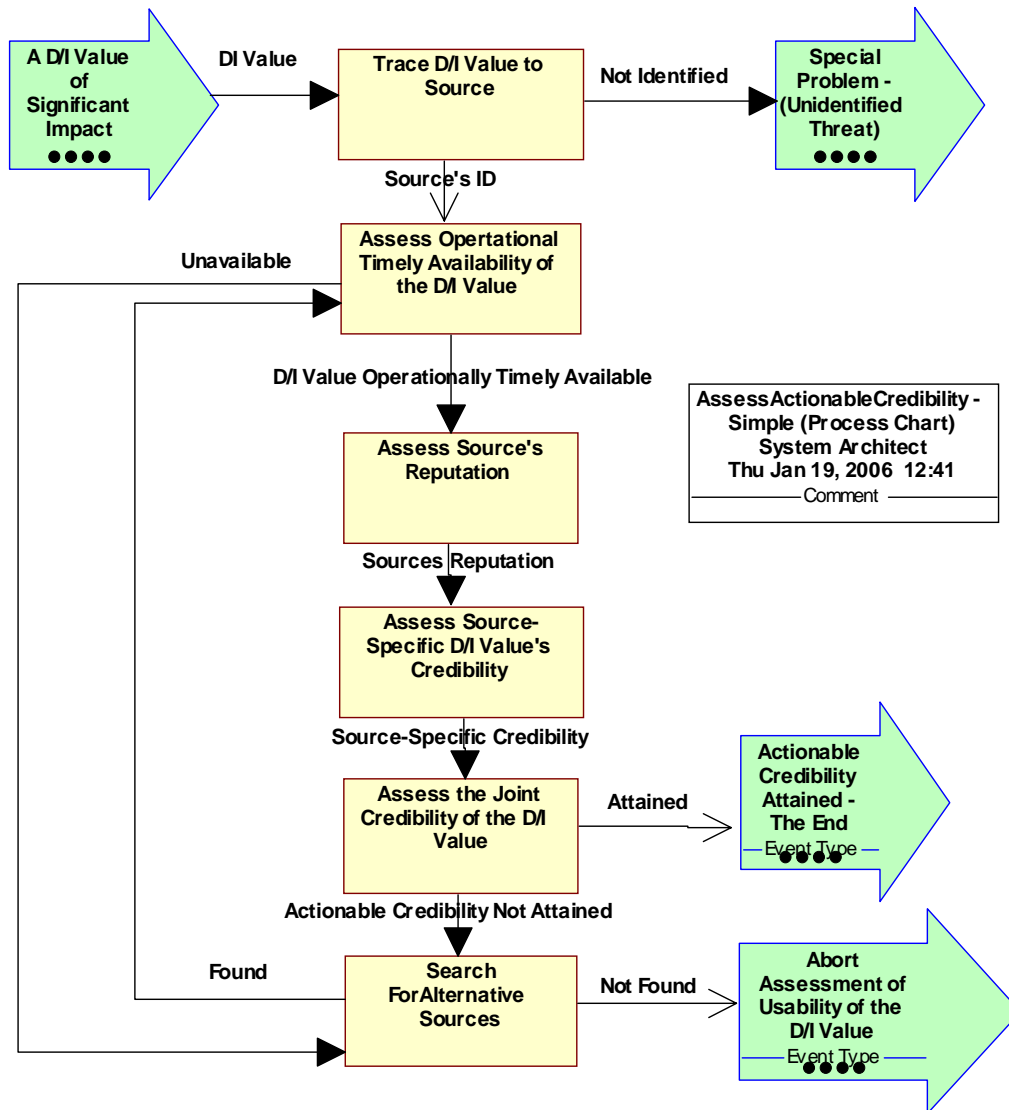 A D/I Value
of
Significant
Impact
DI Value
Trace D/I Value to
Source
Not Identified
Special
Problem -
(Unidentified
Threat)
Source's ID
Assess Opertational
Timely Availability of
the D/I Value
Unavailable
D/I Value Operationally Timely Available
AssessActionableCredibility -
Simple (Process Chart)
System Architect
Thu Jan 19, 2006 12:41
Comment
Assess Source's
Reputation
Sources Reputation
Assess Source-
Specific D/I Value's
Credibility
Source-Specific Credibility
Assess the Joint
Credibility of the D/I
Value
Attained
Actionable
Credibility
Attained -
The End
Event Type
Actionable Credibility Not Attained
Found
Search
ForAlternative
Sources
Not Found
Abort
Assessment of
Usability of the
D/I Value
Event Type